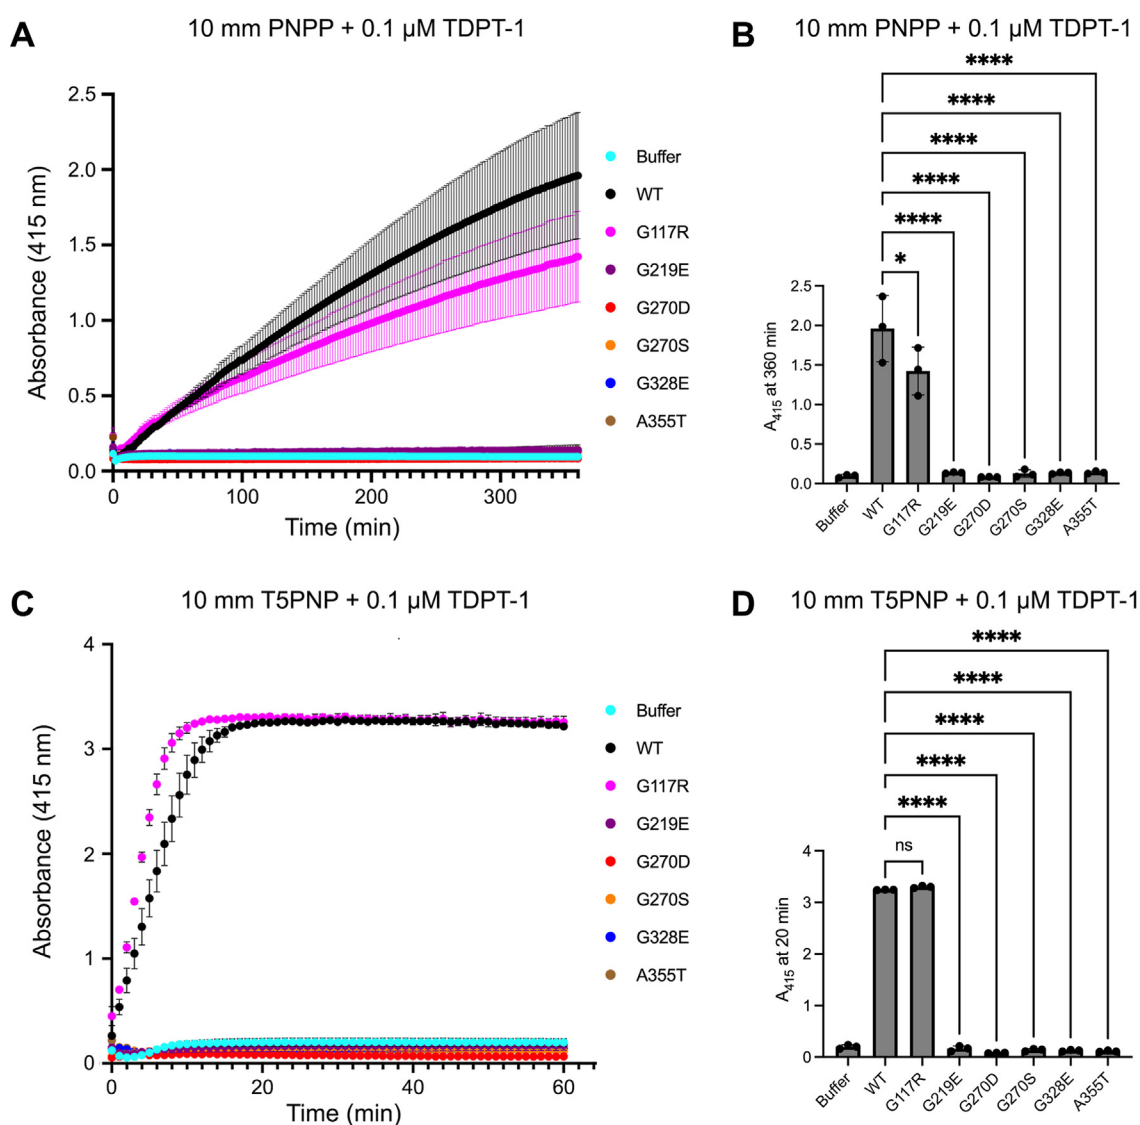 A
10 mm PNPP + 0.1 µM TDPT-1
Absorbance (415 nm)
2.5
2.0
1.5
1.0
0.5
0.0
0
100
200
300
Time (min)
Buffer
WT
G117R
G219E
G270D
G270S
G328E
A355T
B
10 mm PNPP + 0.1 µM TDPT-1
****
****
****
****
****
*
A415 at 360 min
2.5
2.0
1.5
1.0
0.5
0.0
Buffer
WT
G117R
G219E
G270D
G270S
G328E
A355T
C
10 mm T5PNP + 0.1 µM TDPT-1
Absorbance (415 nm)
4
3
2
1
0
0
20
40
60
Time (min)
Buffer
WT
G117R
G219E
G270D
G270S
G328E
A355T
D
10 mm T5PNP + 0.1 µM TDPT-1
****
****
****
****
****
ns
A415 at 20 min
4
3
2
1
0
Buffer
WT
G117R
G219E
G270D
G270S
G328E
A355T